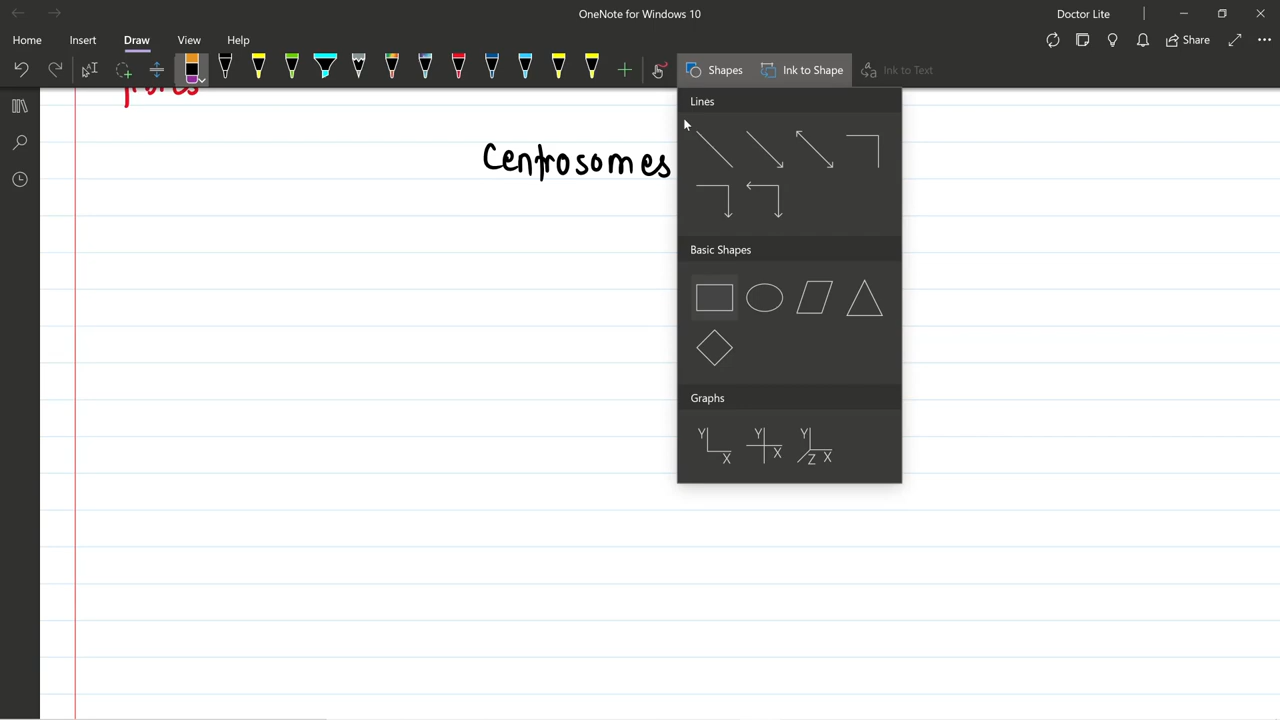 OneNote for Windows 10
Doctor Lite
Home Insert Draw View Help
Share
Shapes Ink to Shape Ink to Text
Lines
Centrosomes
Basic Shapes
Graphs
Y X Y X Y Z X